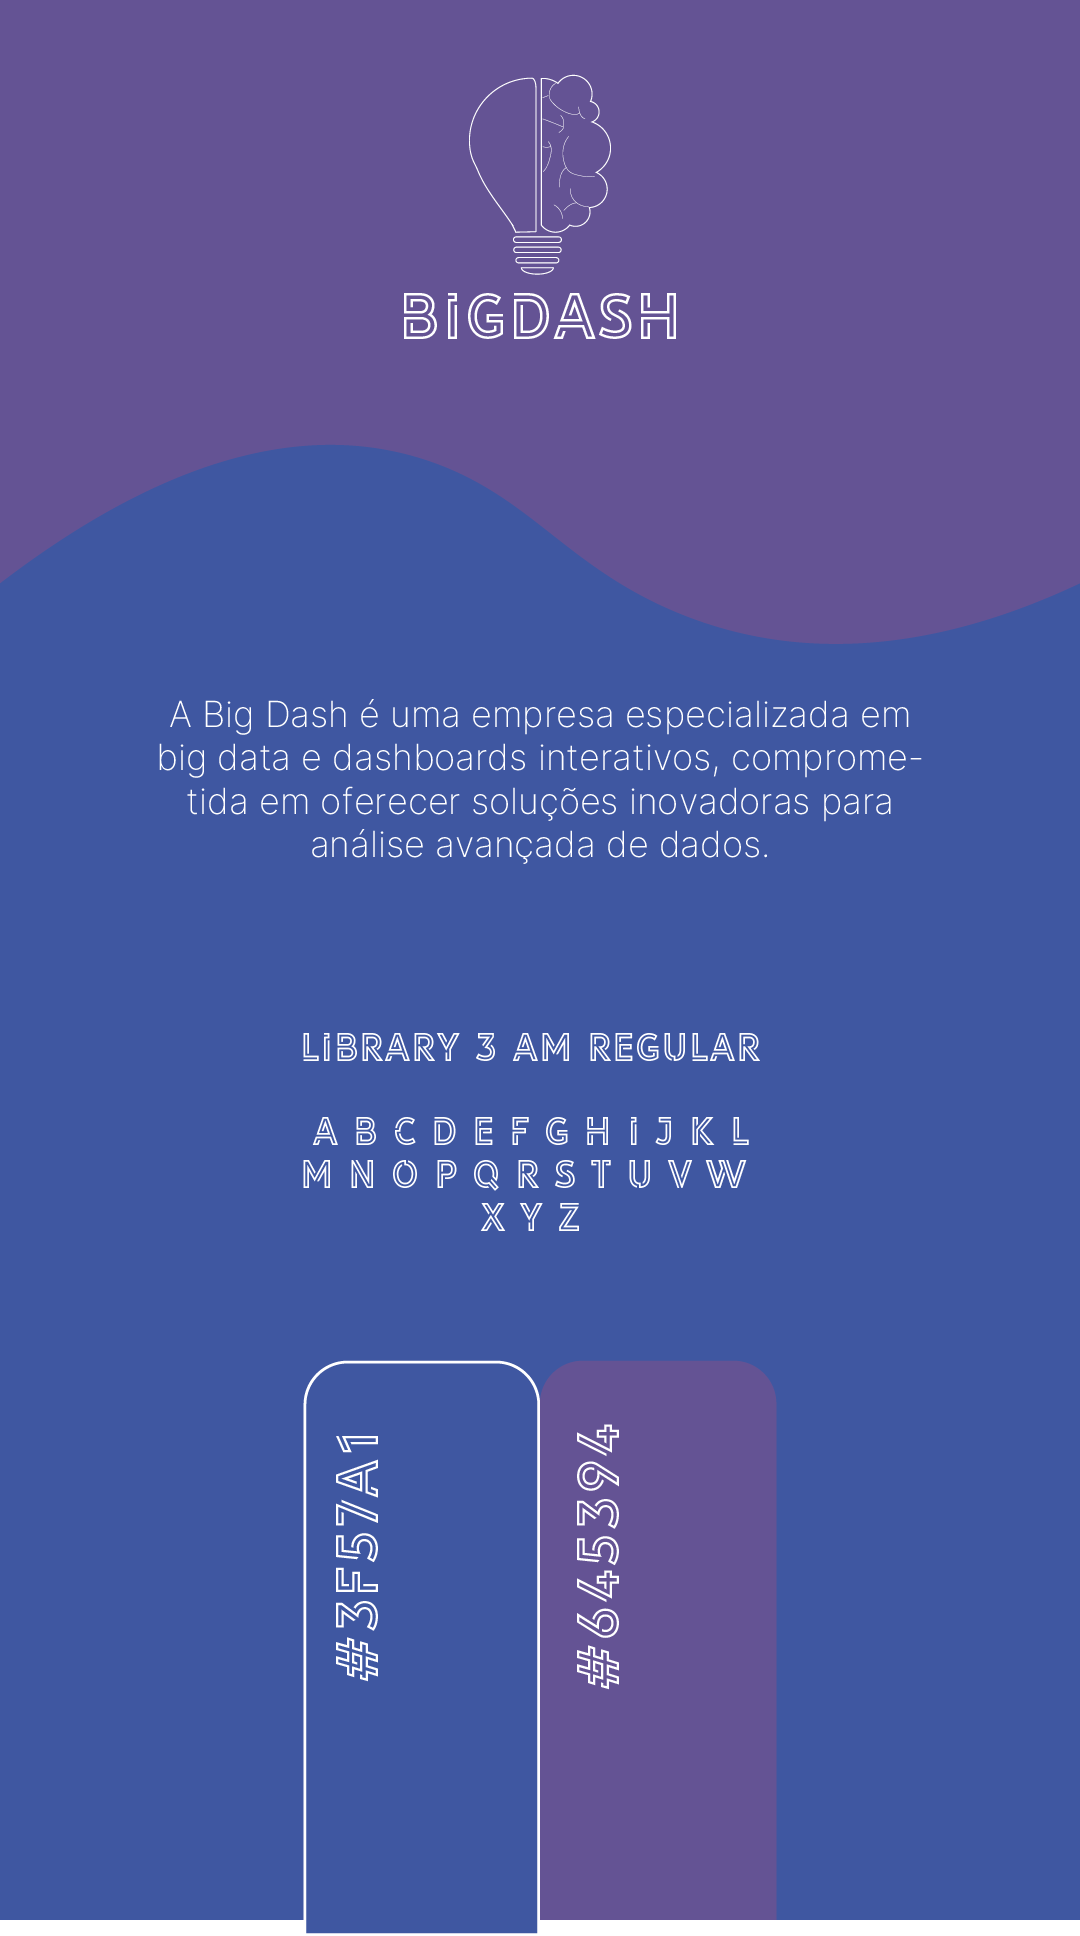 BiGDASH
A Big Dash é uma empresa especializada em
big data e dashboards interativos, comprome-
tida em oferecer soluções inovadoras para
análise avançada de dados.
LiBRARY 3 AM REGULAR
A B C D E F G H i J K L
M N O P Q R S T U V W
X Y Z
#3F57A1
#645394